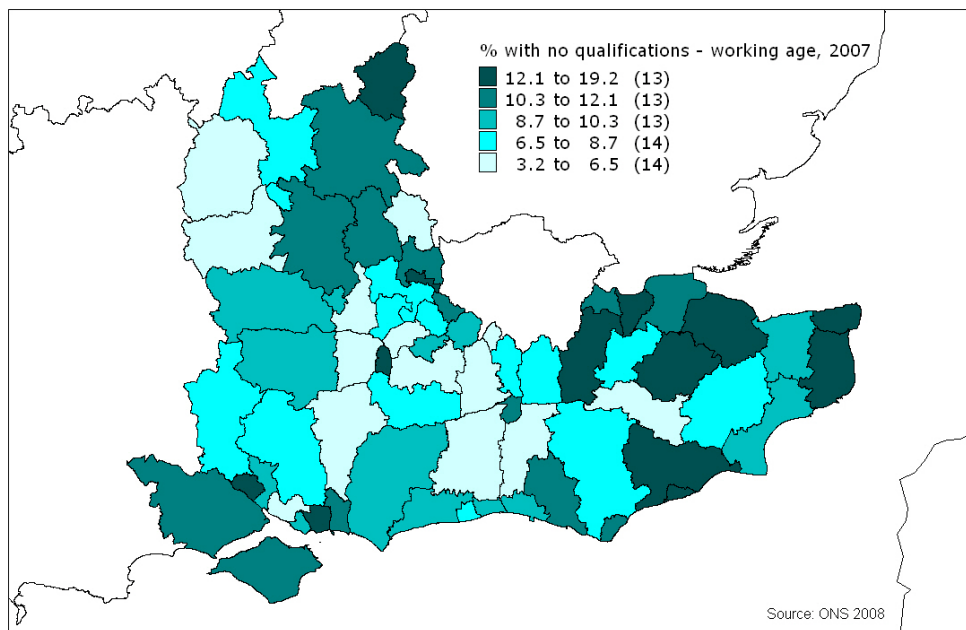 % with no qualifications - working age, 2007
12.1 to 19.2 (13)
10.3 to 12.1 (13)
8.7 to 10.3 (13)
6.5 to 8.7 (14)
3.2 to 6.5 (14)
Source: ONS 2008